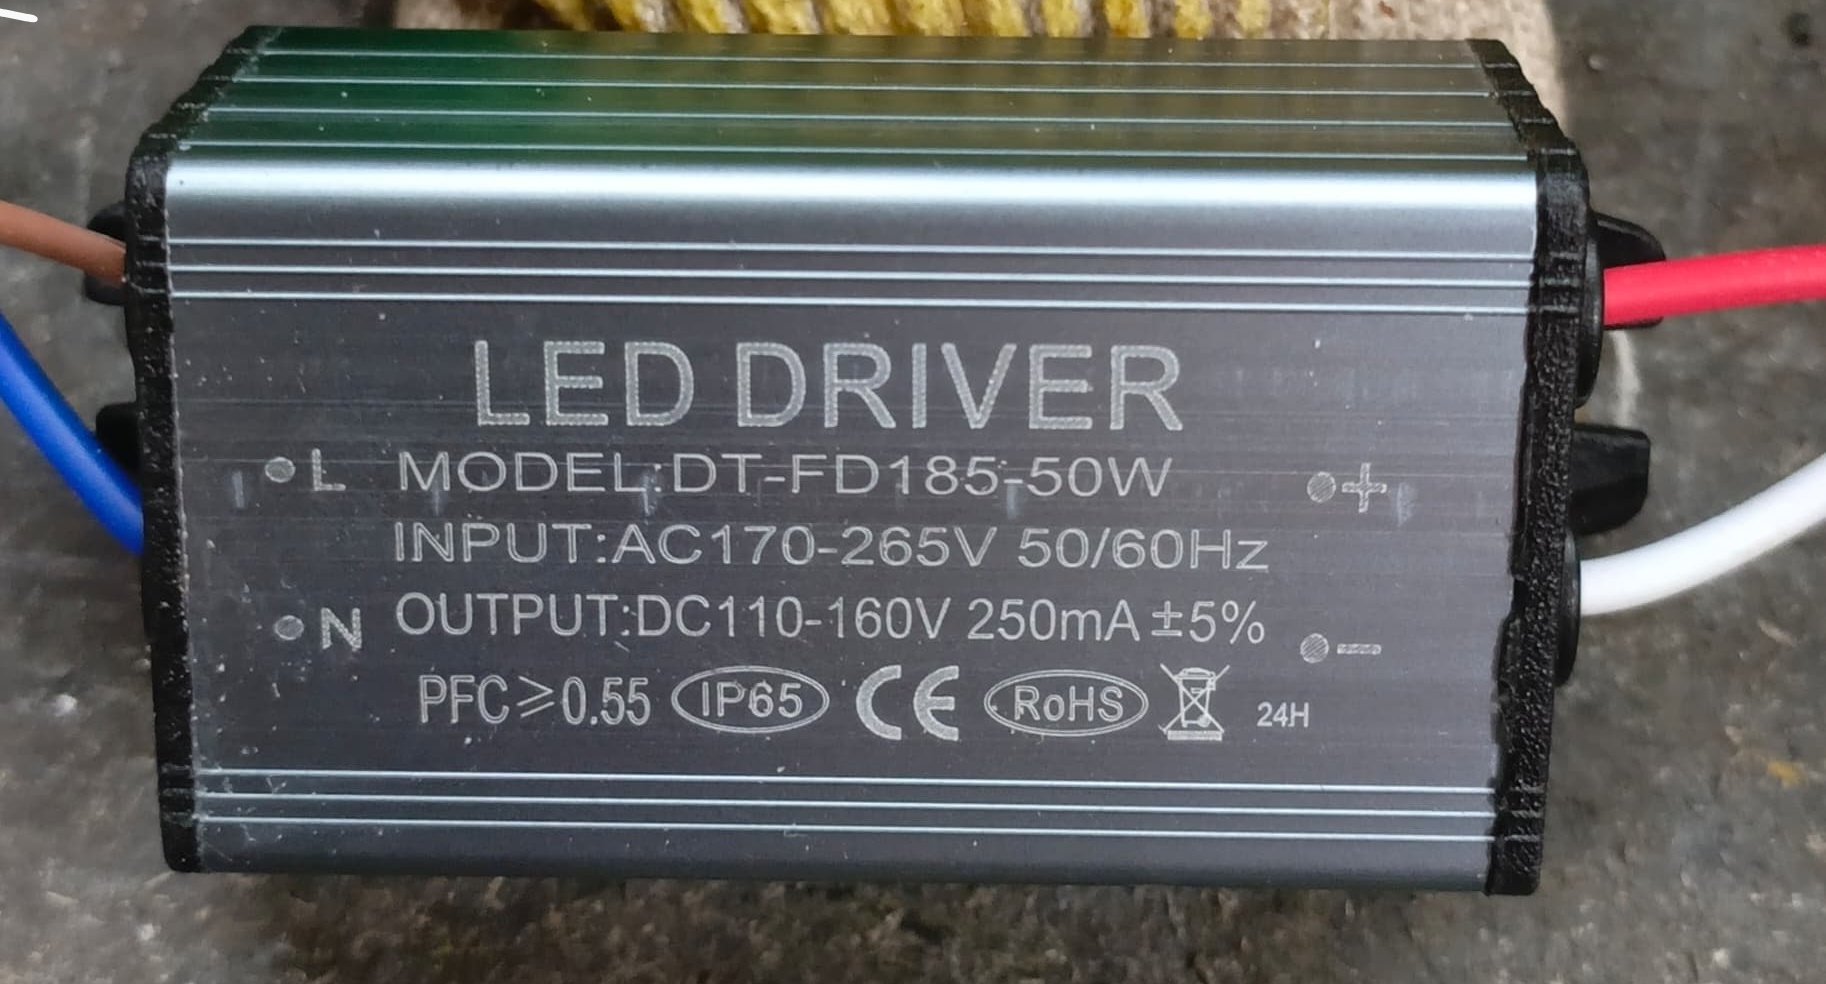 LED DRIVER
L MODEL:DT-FD185-50W +
INPUT:AC170-265V 50/60Hz
N OUTPUT:DC110-160V 250mA±5% -
PFC≥0.55 IP65 CE RoHS 24H